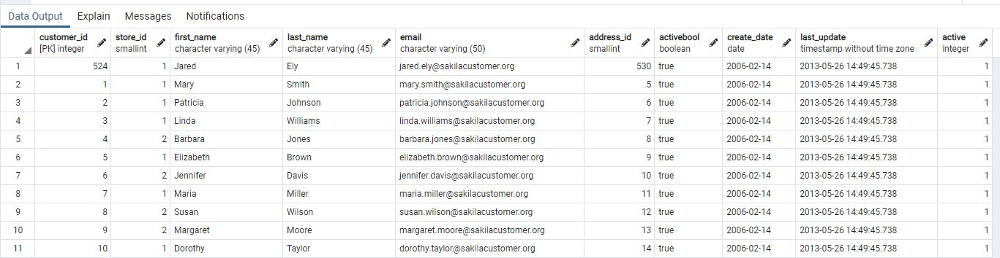 Data Output Explain Messages Notifications
customer_id store_id first_name last_name email address_id activebool create_date last_update active
[PK] integer smallint character varying (45) character varying (45) character varying (50) smallint boolean date timestamp without time zone integer
1 524 1 Jared Ely jared.ely@sakilacustomer.org 530 true 2006-02-14 2013-05-26 14:49:45.738 1
2 1 1 Mary Smith mary.smith@sakilacustomer.org 5 true 2006-02-14 2013-05-26 14:49:45.738 1
3 2 1 Patricia Johnson patricia.johnson@sakilacustomer.org 6 true 2006-02-14 2013-05-26 14:49:45.738 1
4 3 1 Linda Williams linda.williams@sakilacustomer.org 7 true 2006-02-14 2013-05-26 14:49:45.738 1
5 4 2 Barbara Jones barbara.jones@sakilacustomer.org 8 true 2006-02-14 2013-05-26 14:49:45.738 1
6 5 1 Elizabeth Brown elizabeth.brown@sakilacustomer.org 9 true 2006-02-14 2013-05-26 14:49:45.738 1
7 6 2 Jennifer Davis jennifer.davis@sakilacustomer.org 10 true 2006-02-14 2013-05-26 14:49:45.738 1
8 7 1 Maria Miller maria.miller@sakilacustomer.org 11 true 2006-02-14 2013-05-26 14:49:45.738 1
9 8 2 Susan Wilson susan.wilson@sakilacustomer.org 12 true 2006-02-14 2013-05-26 14:49:45.738 1
10 9 2 Margaret Moore margaret.moore@sakilacustomer.org 13 true 2006-02-14 2013-05-26 14:49:45.738 1
11 10 1 Dorothy Taylor dorothy.taylor@sakilacustomer.org 14 true 2006-02-14 2013-05-26 14:49:45.738 1